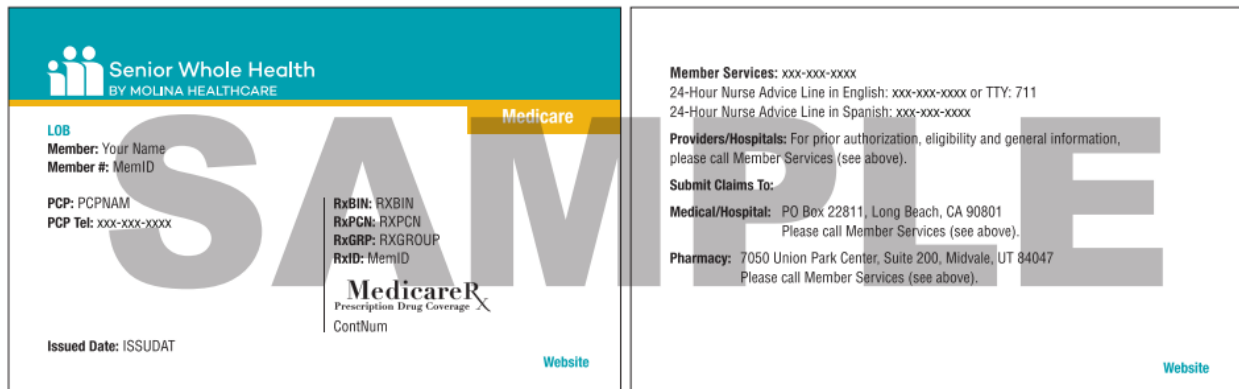 Senior Whole Health
BY MOLINA HEALTHCARE
Medicare
LOB
Member: Your Name
Member #: MemID
PCP: PCPNAM
PCP Tel: xxx-xxx-xxxx
RxBIN: RXBIN
RxPCN: RXPCN
RxGRP: RXGROUP
RxID: MemID
MedicareRx
Prescription Drug Coverage
ContNum
Issued Date: ISSUDAT
Website
Member Services: xxx-xxx-xxxx
24-Hour Nurse Advice Line in English: xxx-xxx-xxxx or TTY: 711
24-Hour Nurse Advice Line in Spanish: xxx-xxx-xxxx
Providers/Hospitals: For prior authorization, eligibility and general information,
please call Member Services (see above).
Submit Claims To:
Medical/Hospital: PO Box 22811, Long Beach, CA 90801
Please call Member Services (see above).
Pharmacy: 7050 Union Park Center, Suite 200, Midvale, UT 84047
Please call Member Services (see above).
Website
SAMPLE